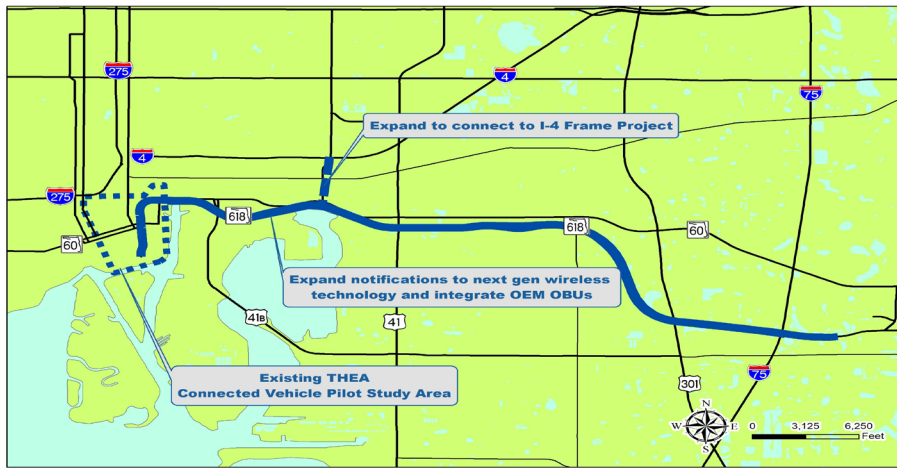 275
4
75
Expand to connect to I-4 Frame Project
4
275
618
618
60
60
Expand notifications to next gen wireless
technology and integrate OEM OBUs
41B
41
Existing THEA
Connected Vehicle Pilot Study Area
75
301
N
W
E
S
0 3,125 6,250
Feet